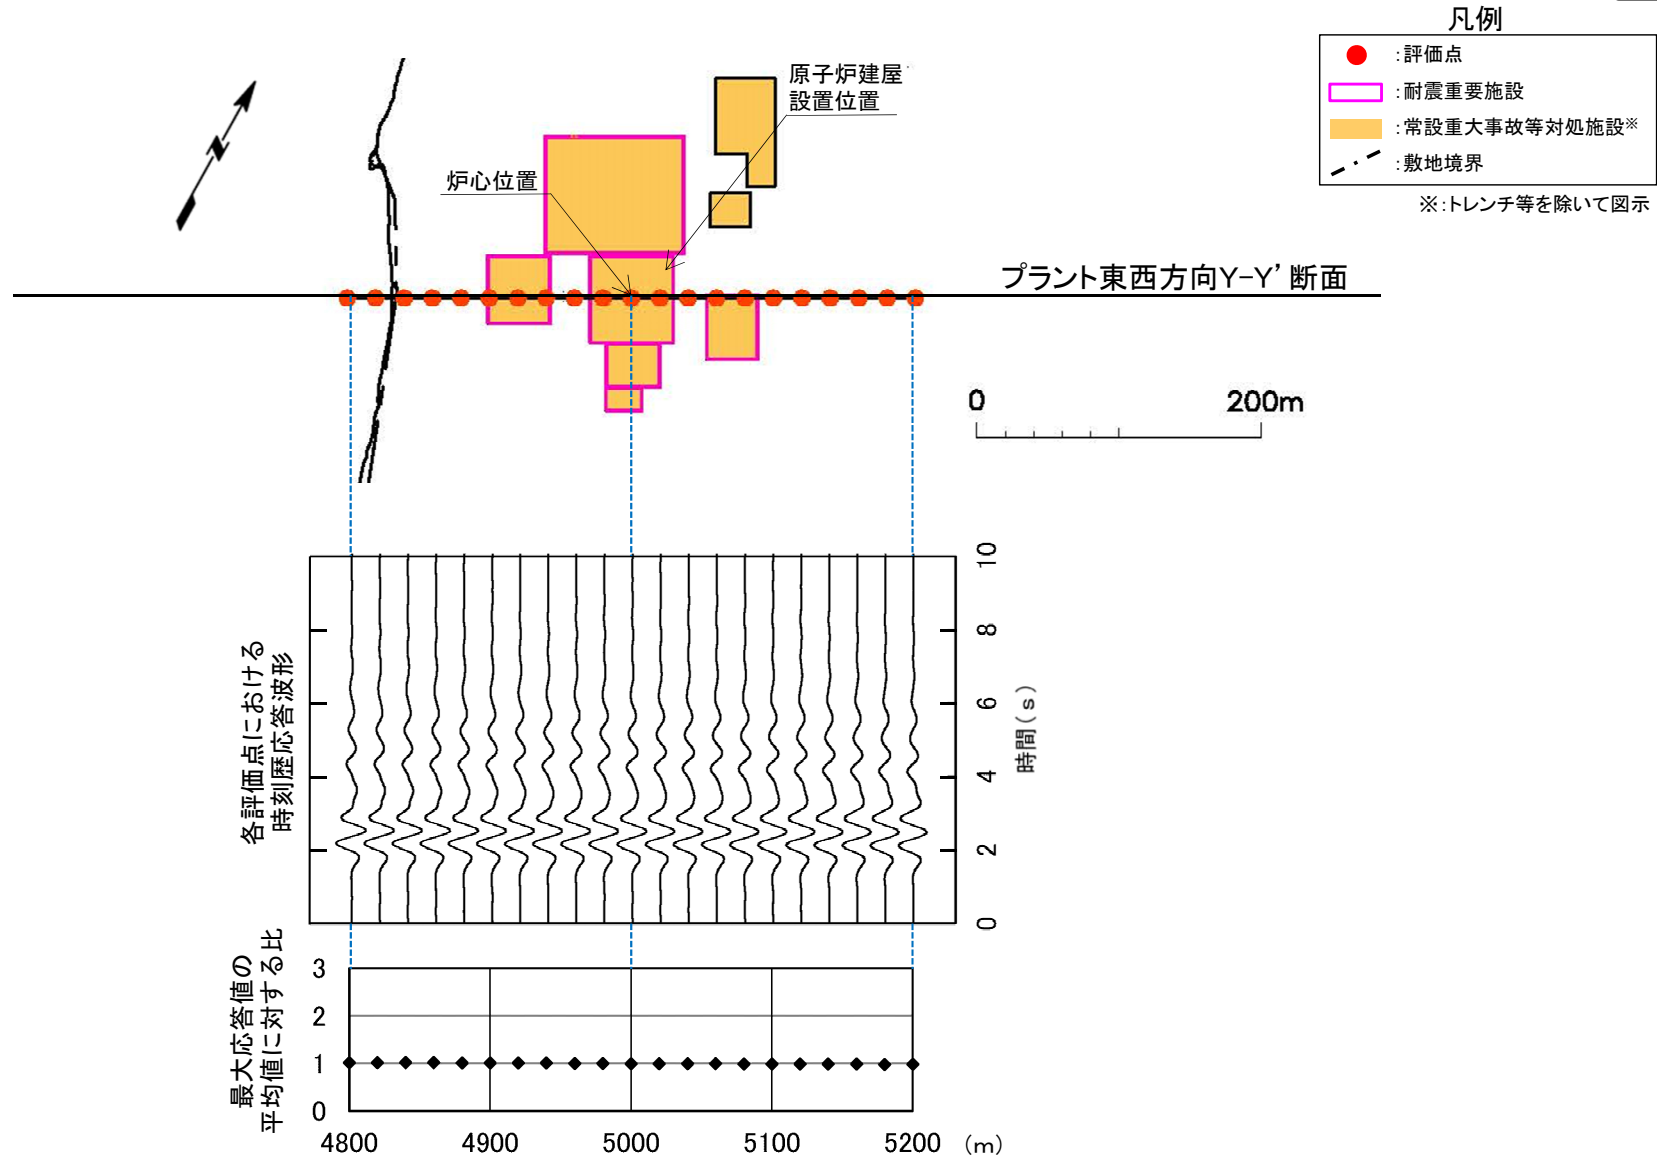 凡例
:評価点
:耐震重要施設
:常設重大事故等対処施設※
:敷地境界
※:トレンチ等を除いて図示
原子炉建屋
設置位置
炉心位置
N
プラント東西方向Y-Y’断面
0 200m
各評価点における
時刻歴応答波形
10
8
6
4
2
0
時間(s)
最大応答値の
平均値に対する比
3
2
1
0
4800 4900 5000 5100 5200 (m)